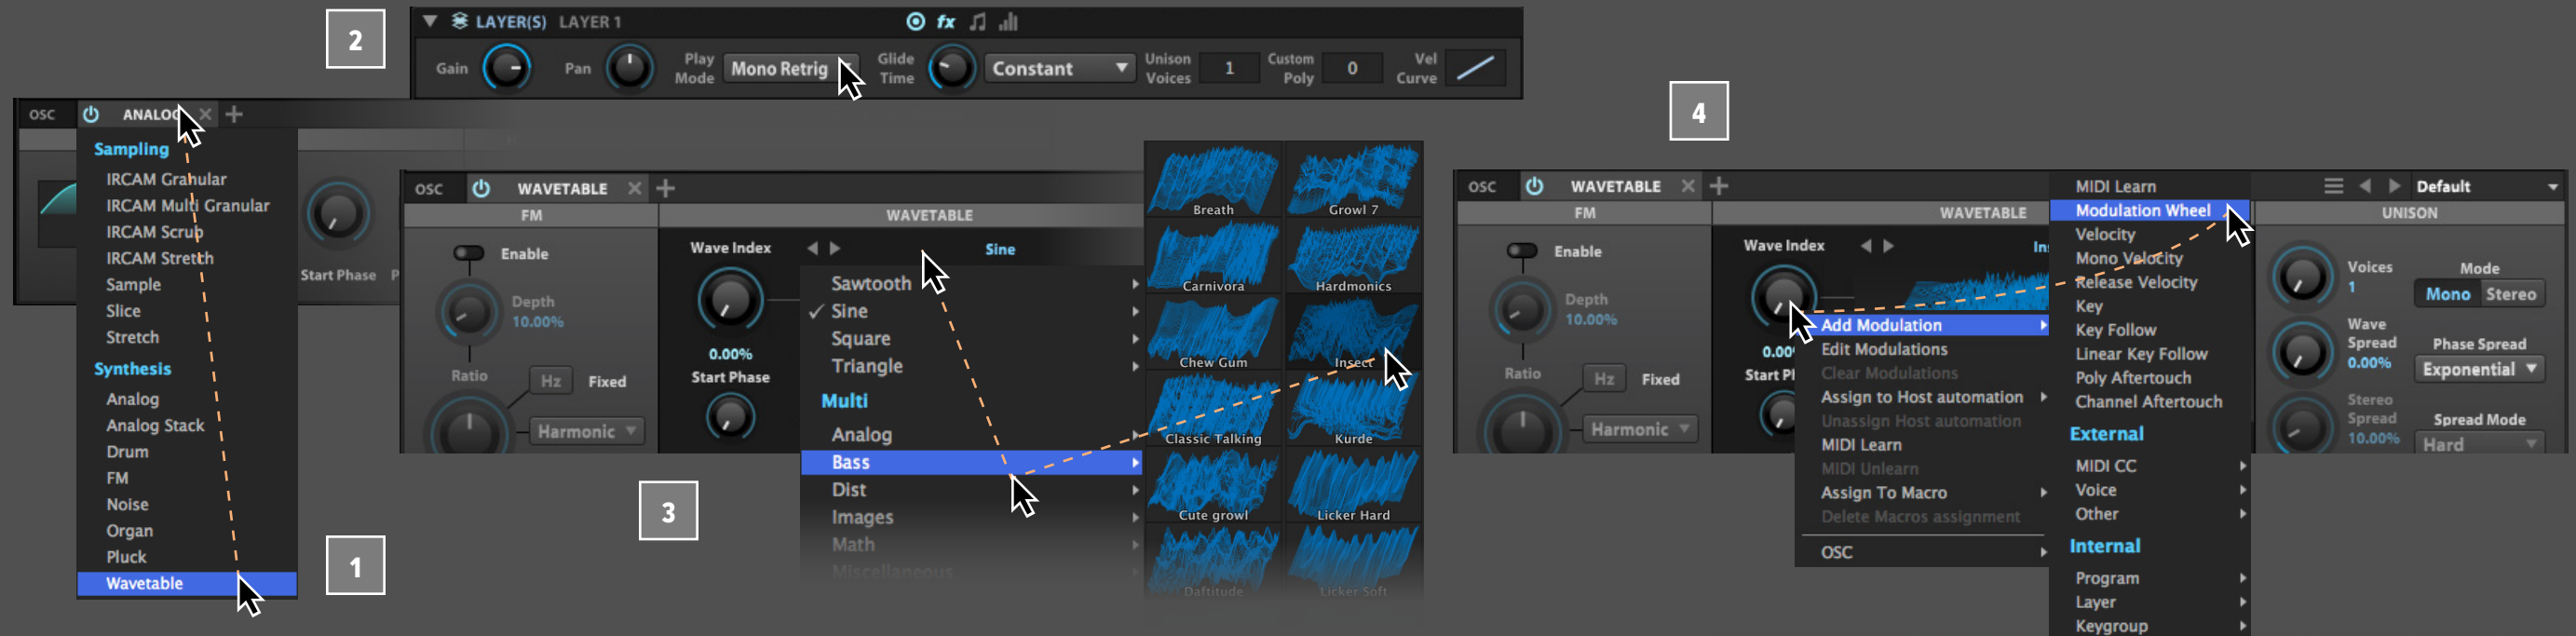 2
LAYER(S) LAYER 1 fx
Gain Pan Play Mode Mono Retrig Glide Time Constant Unison Voices 1 Custom Poly 0 Vel Curve
OSC ANALOG
Sampling
IRCAM Granular
IRCAM Multi Granular
IRCAM Scrub
IRCAM Stretch
Sample
Slice
Stretch
Synthesis
Analog
Analog Stack
Drum
FM
Noise
Organ
Pluck
Wavetable
Start Phase P
1
OSC WAVETABLE
FM WAVETABLE
Enable
Depth
10.00%
Ratio
Hz Fixed
Harmonic
Wave Index
0.00%
Start Phase
Sine
Sawtooth
Sine
Square
Triangle
Multi
Analog
Bass
Dist
Images
Math
Miscellaneous
3
Breath Growl 7
Carnivora Hardmonics
Chew Gum Insect
Classic Talking Kurde
Cute growl Licker Hard
Daftitude Licker Soft
4
OSC WAVETABLE
FM WAVETABLE
Enable
Depth
10.00%
Ratio
Hz Fixed
Harmonic
Wave Index
Ins
0.00
Start Ph
Add Modulation
Edit Modulations
Clear Modulations
Assign to Host automation
Unassign Host automation
MIDI Learn
MIDI Unlearn
Assign To Macro
Delete Macros assignment
OSC
MIDI Learn
Modulation Wheel
Velocity
Mono Velocity
Release Velocity
Key
Key Follow
Linear Key Follow
Poly Aftertouch
Channel Aftertouch
External
MIDI CC
Voice
Other
Internal
Program
Layer
Keygroup
Default
UNISON
Voices
1
Mode
Mono Stereo
Wave Spread
0.00%
Phase Spread
Exponential
Stereo Spread
10.00%
Spread Mode
Hard